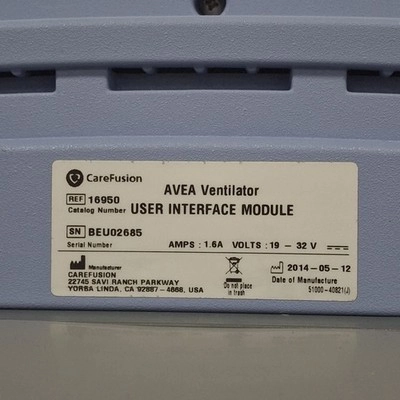 CareFusion
AVEA Ventilator
REF 16950
Catalog Number
USER INTERFACE MODULE
SN BEU02685
Serial Number
AMPS : 1.6A VOLTS : 19 - 32 V
Manufacturer
CAREFUSION
22745 SAVI RANCH PARKWAY
YORBA LINDA, CA 92887 - 4668, USA
Do not place
in trash
2014-05-12
Date of Manufacture
51000-40821(J)